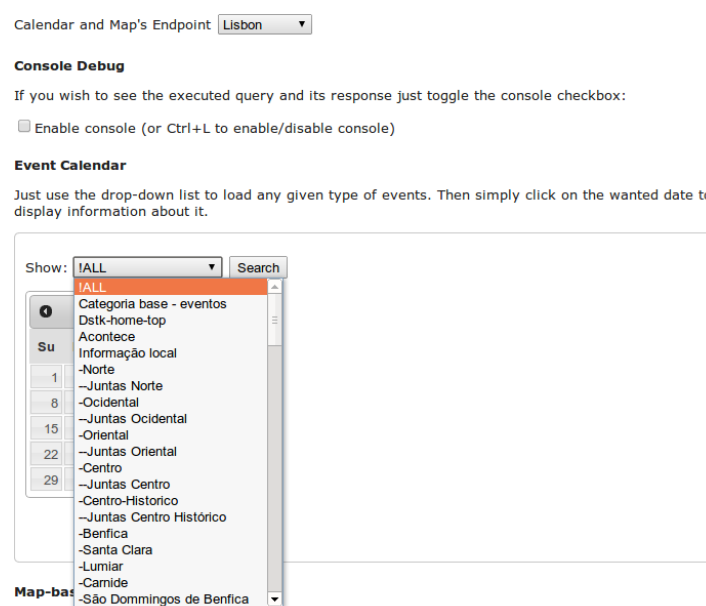 Calendar and Map's Endpoint Lisbon
Console Debug
If you wish to see the executed query and its response just toggle the console checkbox:
Enable console (or Ctrl+L to enable/disable console)
Event Calendar
Just use the drop-down list to load any given type of events. Then simply click on the wanted date to
display information about it.
Show: !ALL Search
!ALL
Categoria base - eventos
Dstk-home-top
Acontece
Informação local
Su
-Norte
1
--Juntas Norte
-Ocidental
8
--Juntas Ocidental
-Oriental
15
--Juntas Oriental
22
-Centro
--Juntas Centro
29
-Centro-Historico
--Juntas Centro Histórico
-Benfica
-Santa Clara
-Lumiar
-Carnide
Map-bas
-São Dommingos de Benfica